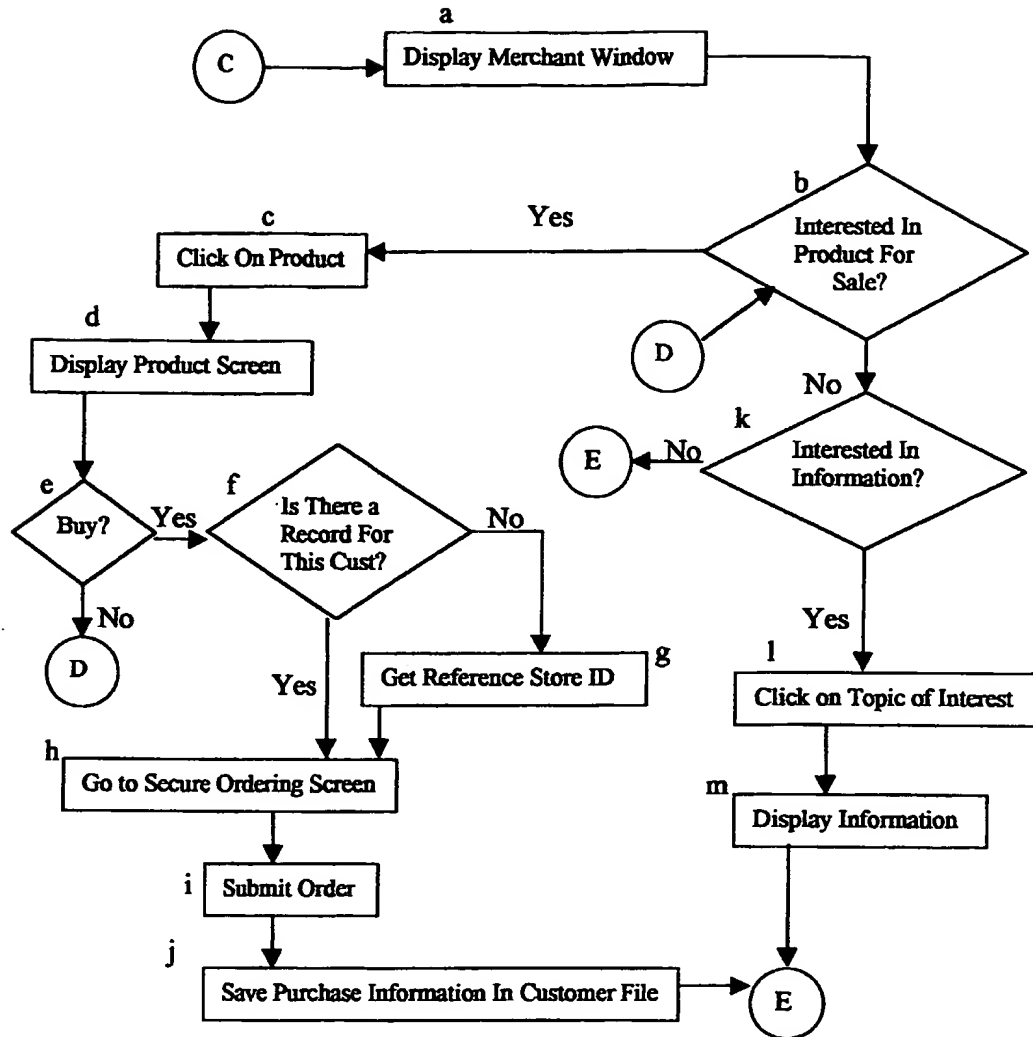 a
C
Display Merchant Window
b
Interested In
Product For
Sale?
Yes
c
Click On Product
D
d
Display Product Screen
No
k
Interested In
Information?
No
E
e
Buy?
Yes
f
Is There a
Record For
This Cust?
No
No
D
Yes
Yes
g
Get Reference Store ID
l
Click on Topic of Interest
h
Go to Secure Ordering Screen
m
Display Information
i
Submit Order
j
Save Purchase Information In Customer File
E